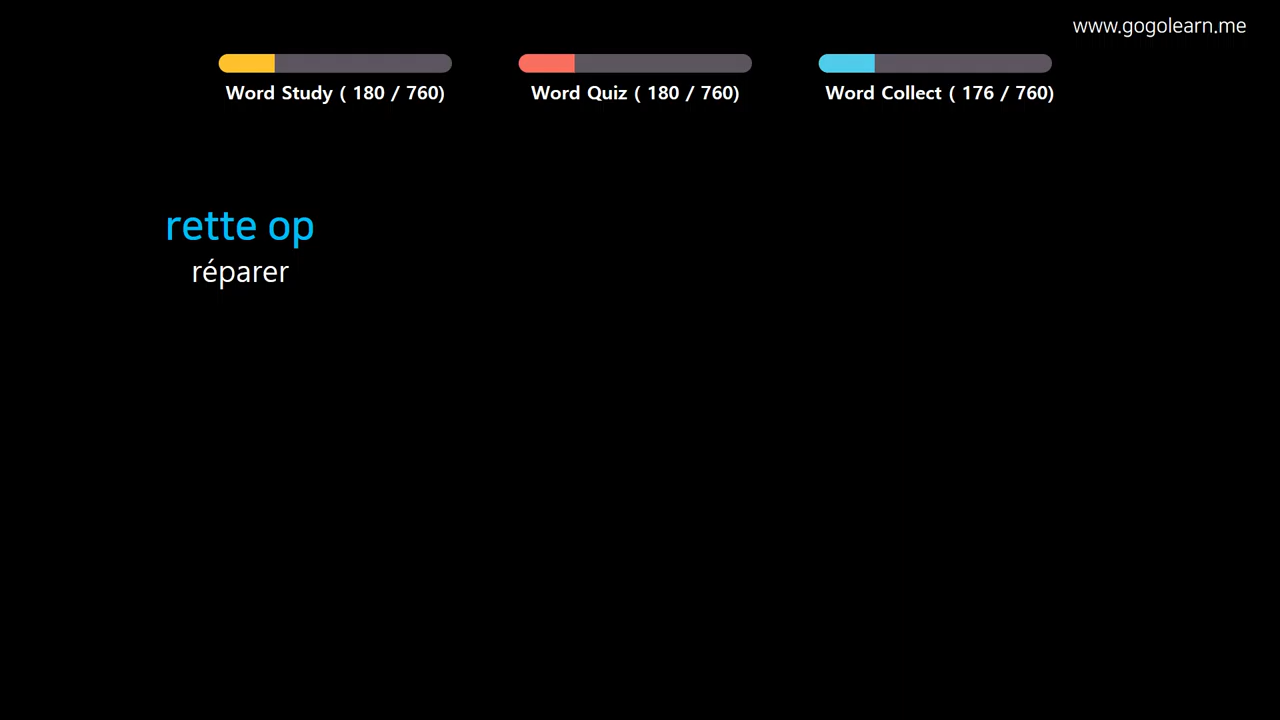 www.gogolearn.me
Word Study ( 180 / 760)
Word Quiz ( 180 / 760)
Word Collect ( 176 / 760)
rette op
réparer